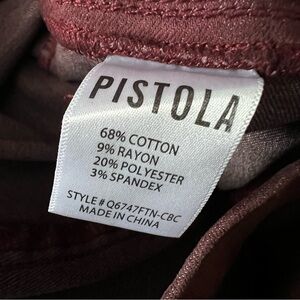 PISTOLA
68% COTTON
9% RAYON
20% POLYESTER
3% SPANDEX
STYLE # Q6747FTN-CBC
MADE IN CHINA